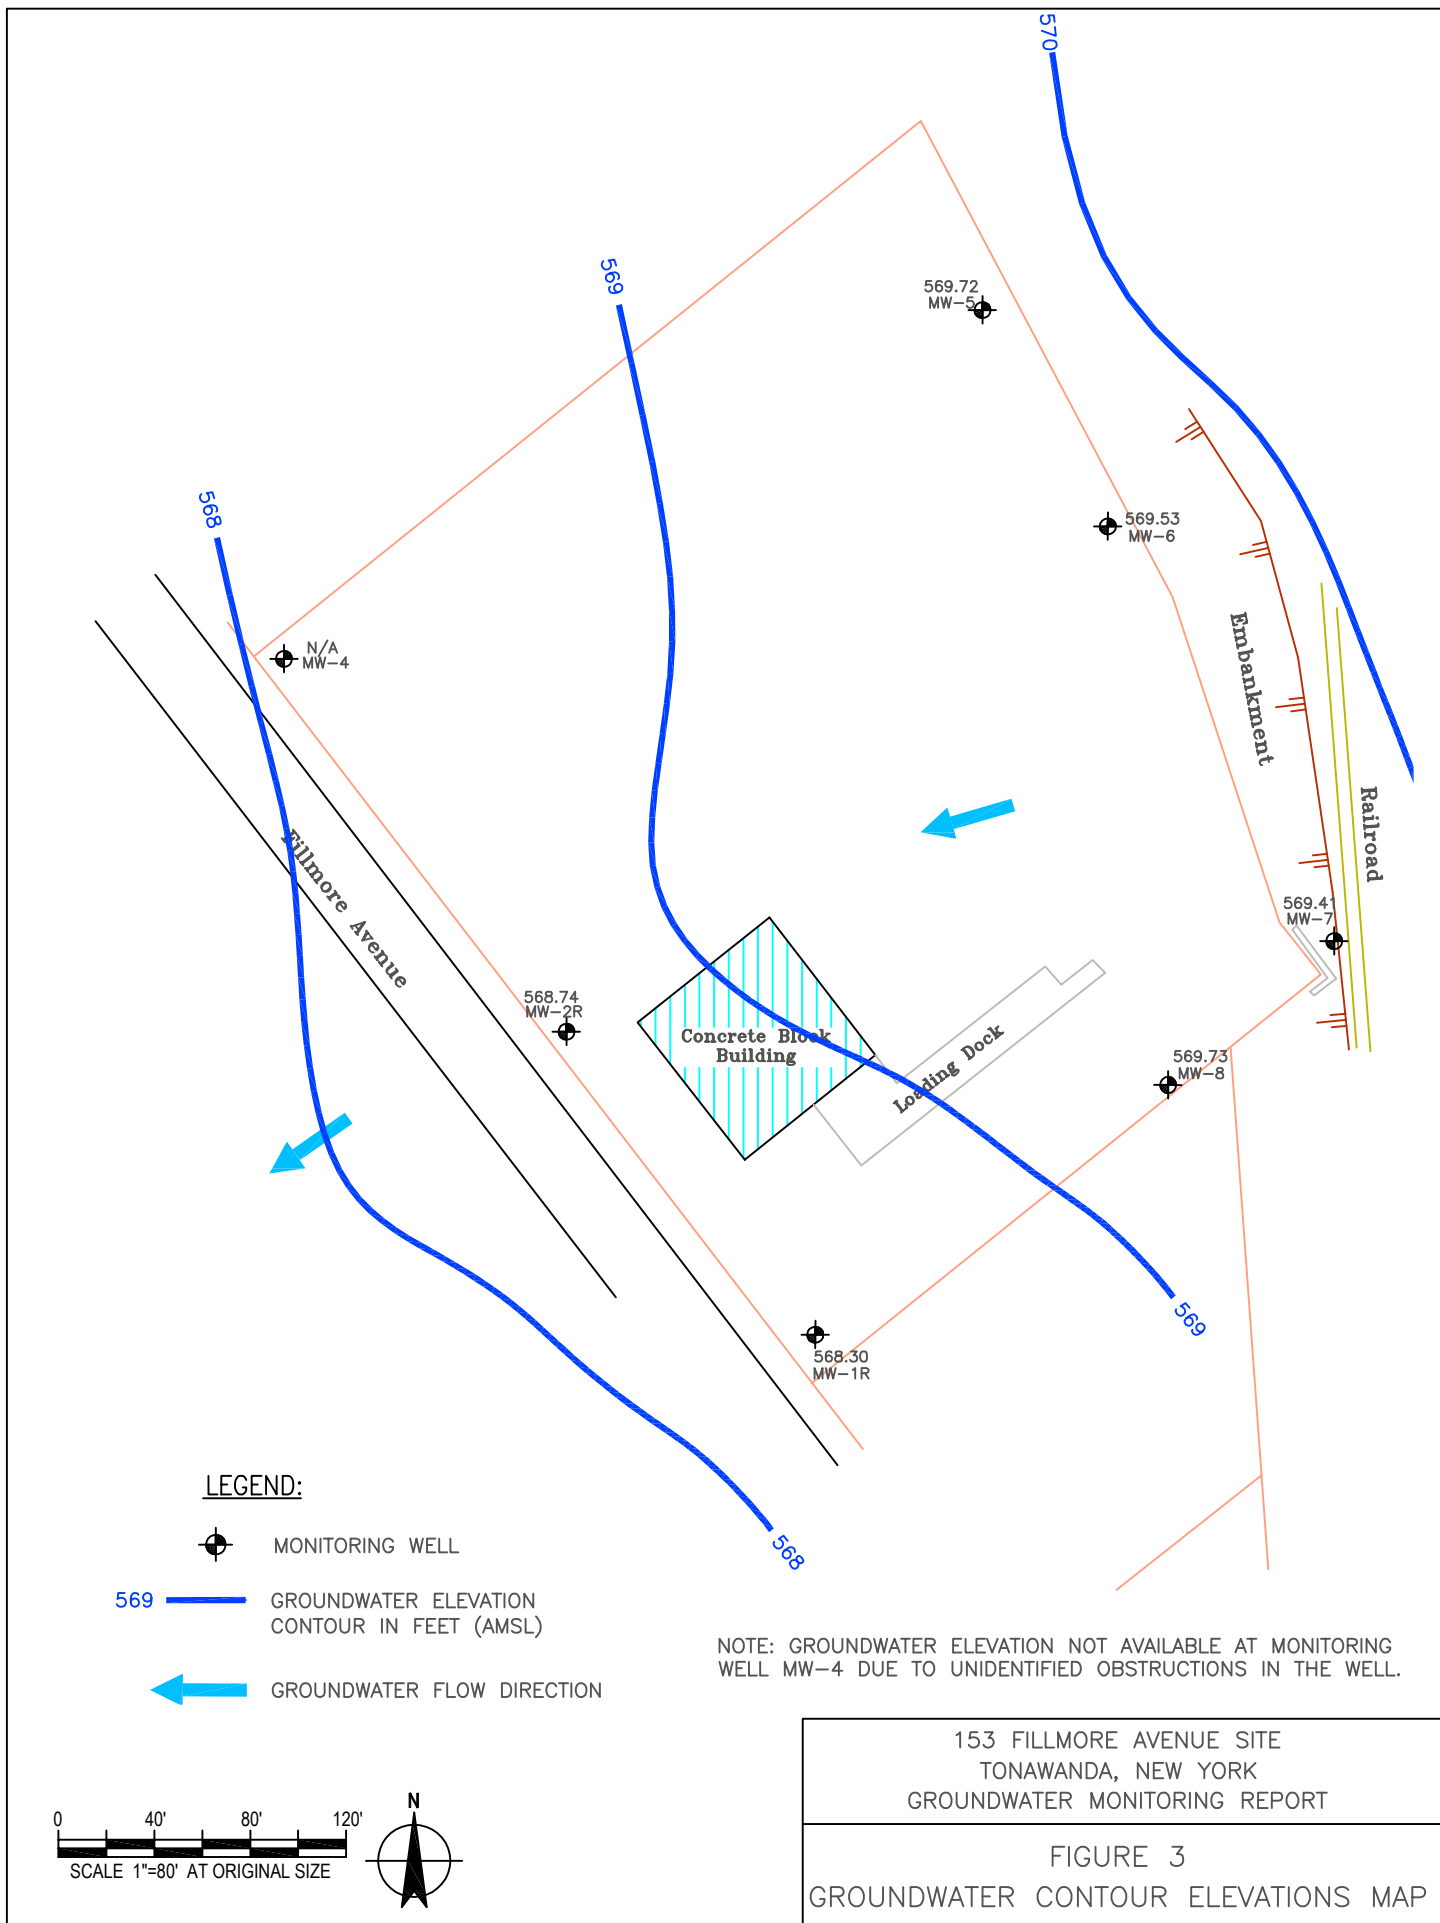 570
569
569.72
MW-5
568
569.53
MW-6
N/A
MW-4
Embankment
Railroad
Fillmore Avenue
569.41
MW-7
568.74
MW-2R
Concrete Block
Building
Loading Dock
569.73
MW-8
569
568.30
MW-1R
568
LEGEND:
MONITORING WELL
569
GROUNDWATER ELEVATION
CONTOUR IN FEET (AMSL)
GROUNDWATER FLOW DIRECTION
NOTE: GROUNDWATER ELEVATION NOT AVAILABLE AT MONITORING
WELL MW-4 DUE TO UNIDENTIFIED OBSTRUCTIONS IN THE WELL.
153 FILLMORE AVENUE SITE
TONAWANDA, NEW YORK
GROUNDWATER MONITORING REPORT
FIGURE 3
GROUNDWATER CONTOUR ELEVATIONS MAP
0 40' 80' 120'
SCALE 1"=80' AT ORIGINAL SIZE
N